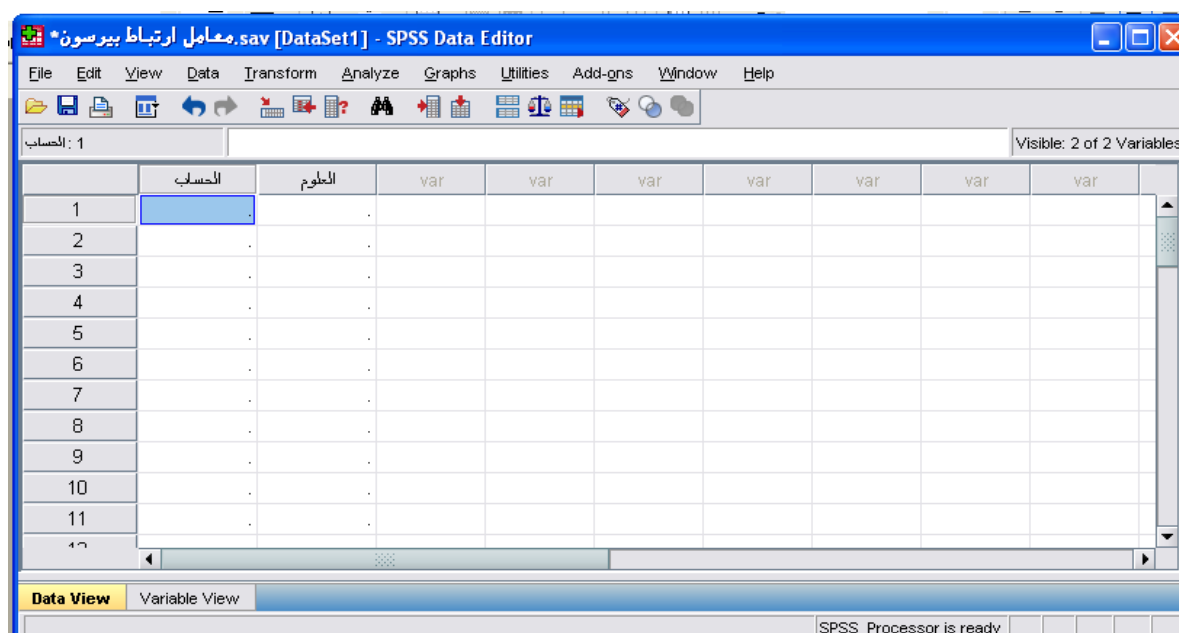 *معامل ارتباط بيرسون.sav [DataSet1] - SPSS Data Editor
File Edit View Data Transform Analyze Graphs Utilities Add-ons Window Help
1 : الحساب
Visible: 2 of 2 Variables
الحساب العلوم var var var var var var var
1 . .
2 . .
3 . .
4 . .
5 . .
6 . .
7 . .
8 . .
9 . .
10 . .
11 . .
Data View Variable View
SPSS Processor is ready